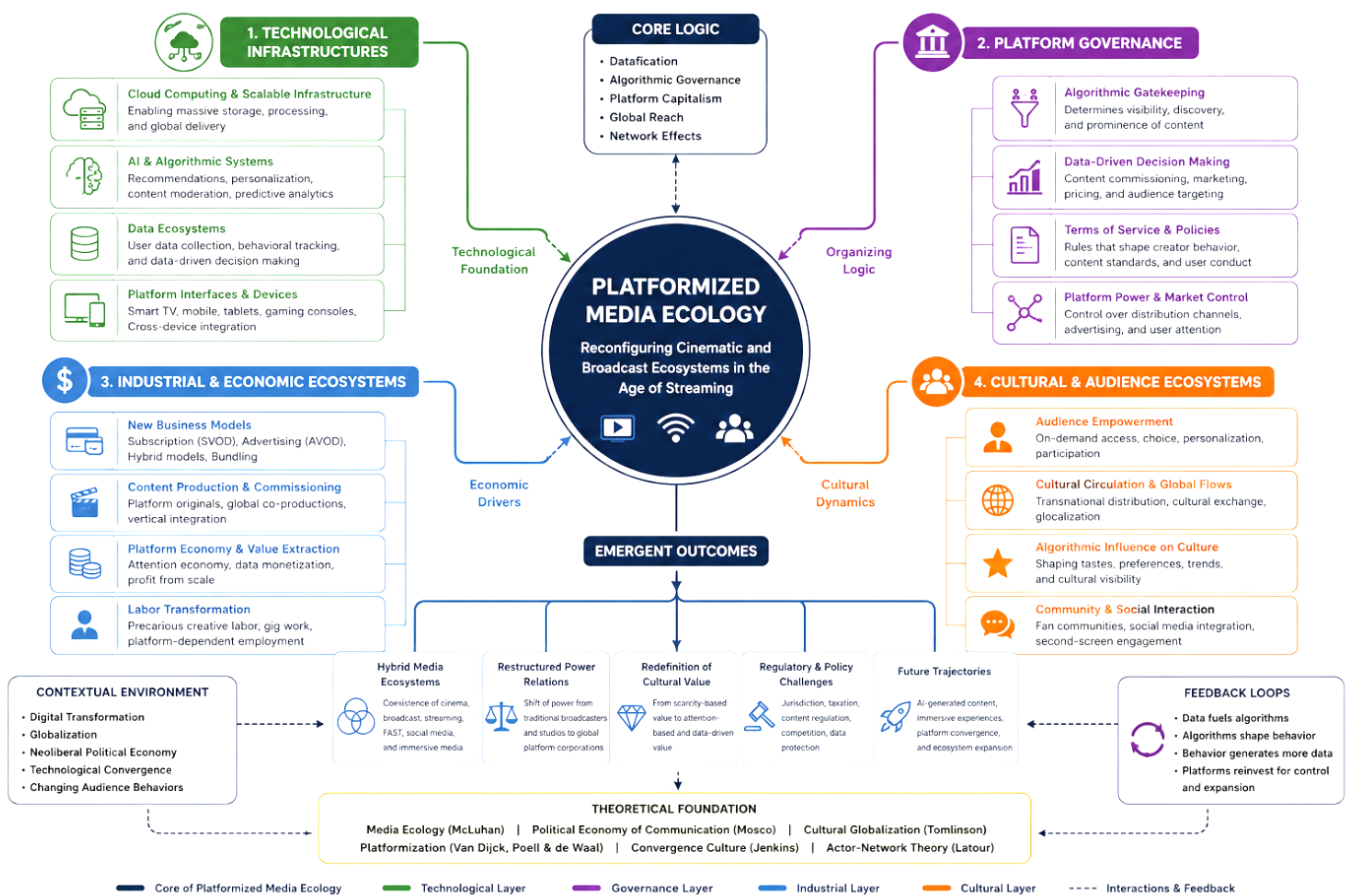 1. TECHNOLOGICAL
INFRASTRUCTURES
Cloud Computing & Scalable Infrastructure
Enabling massive storage, processing,
and global delivery
AI & Algorithmic Systems
Recommendations, personalization,
content moderation, predictive analytics
Data Ecosystems
User data collection, behavioral tracking,
and data-driven decision making
Platform Interfaces & Devices
Smart TV, mobile, tablets, gaming consoles,
Cross-device integration
Technological
Foundation
CORE LOGIC
• Datafication
• Algorithmic Governance
• Platform Capitalism
• Global Reach
• Network Effects
2. PLATFORM GOVERNANCE
Algorithmic Gatekeeping
Determines visibility, discovery,
and prominence of content
Data-Driven Decision Making
Content commissioning, marketing,
pricing, and audience targeting
Terms of Service & Policies
Rules that shape creator behavior,
content standards, and user conduct
Platform Power & Market Control
Control over distribution channels,
advertising, and user attention
Organizing
Logic
PLATFORMIZED
MEDIA ECOLOGY
Reconfiguring Cinematic and
Broadcast Ecosystems in the
Age of Streaming
$
3. INDUSTRIAL & ECONOMIC ECOSYSTEMS
New Business Models
Subscription (SVOD), Advertising (AVOD),
Hybrid models, Bundling
Content Production & Commissioning
Platform originals, global co-productions,
vertical integration
Platform Economy & Value Extraction
Attention economy, data monetization,
profit from scale
Labor Transformation
Precarious creative labor, gig work,
platform-dependent employment
Economic
Drivers
4. CULTURAL & AUDIENCE ECOSYSTEMS
Audience Empowerment
On-demand access, choice, personalization,
participation
Cultural Circulation & Global Flows
Transnational distribution, cultural exchange,
glocalization
Algorithmic Influence on Culture
Shaping tastes, preferences, trends,
and cultural visibility
Community & Social Interaction
Fan communities, social media integration,
second-screen engagement
Cultural
Dynamics
EMERGENT OUTCOMES
Hybrid Media
Ecosystems
Coexistence of cinema,
broadcast, streaming,
FAST, social media,
and immersive media
Restructured Power
Relations
Shift of power from
traditional broadcasters
and studios to global
platform corporations
Redefinition of
Cultural Value
From scarcity-based
value to attention-
based and data-driven
value
Regulatory & Policy
Challenges
Jurisdiction, taxation,
content regulation,
competition, data
protection
Future Trajectories
AI-generated content,
immersive experiences,
platform convergence,
and ecosystem expansion
CONTEXTUAL ENVIRONMENT
• Digital Transformation
• Globalization
• Neoliberal Political Economy
• Technological Convergence
• Changing Audience Behaviors
FEEDBACK LOOPS
• Data fuels algorithms
• Algorithms shape behavior
• Behavior generates more data
• Platforms reinvest for control
and expansion
THEORETICAL FOUNDATION
Media Ecology (McLuhan) | Political Economy of Communication (Mosco) | Cultural Globalization (Tomlinson)
Platformization (Van Dijck, Poell & de Waal) | Convergence Culture (Jenkins) | Actor-Network Theory (Latour)
Core of Platformized Media Ecology
Technological Layer
Governance Layer
Industrial Layer
Cultural Layer
Interactions & Feedback